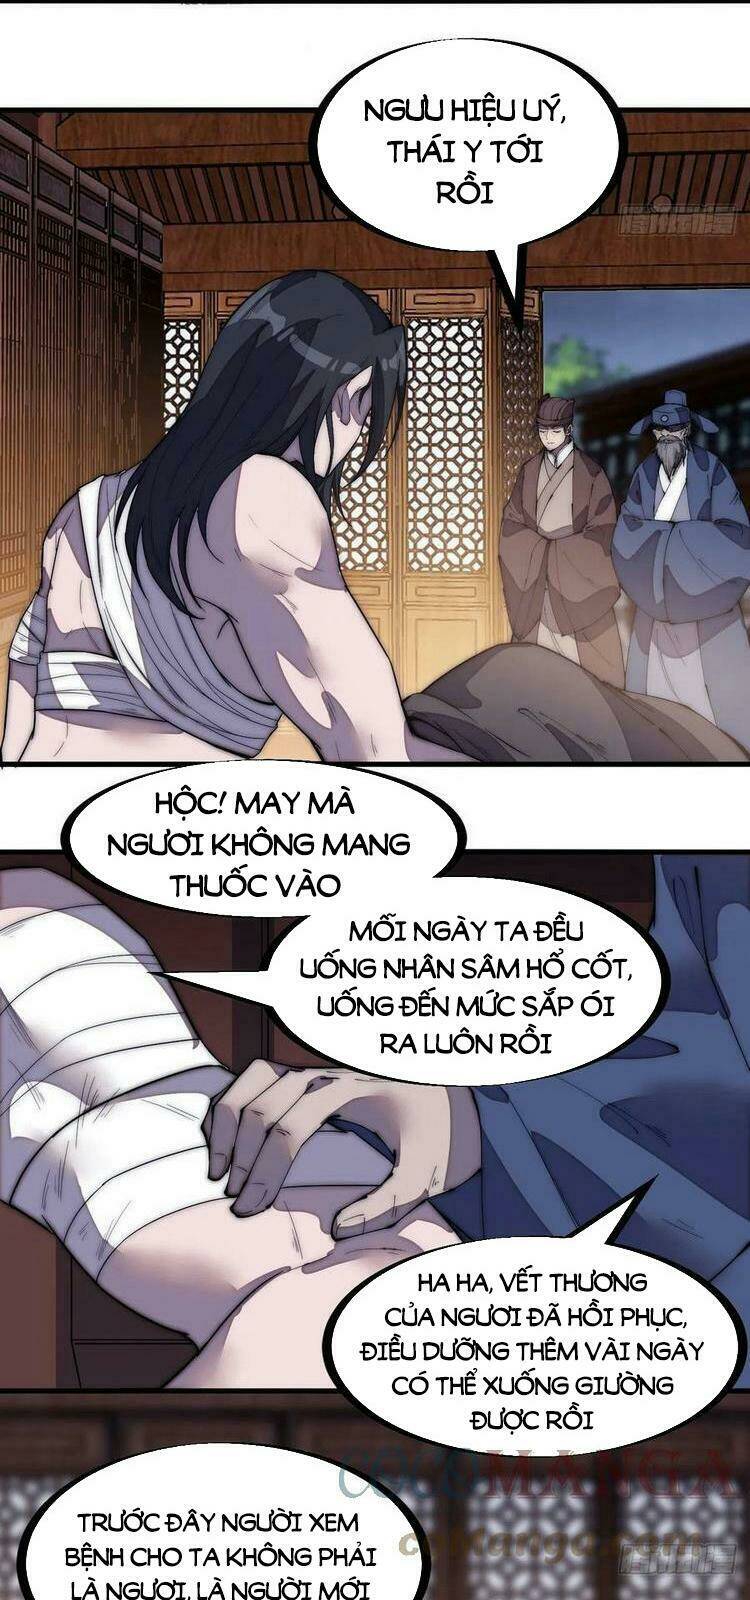 NGƯU HIỆU UÝ,
THÁI Y TỚI
RỒI
HỘC! MAY MÀ
NGƯƠI KHÔNG MANG
THUỐC VÀO
MỖI NGÀY TA ĐỀU
UỐNG NHÂN SÂM HỔ CỐT,
UỐNG ĐẾN MỨC SẮP ÓI
RA LUÔN RỒI
HA HA, VẾT THƯƠNG
CỦA NGƯƠI ĐÃ HỒI PHỤC,
ĐIỀU DƯỠNG THÊM VÀI NGÀY
CÓ THỂ XUỐNG GIƯỜNG
ĐƯỢC RỒI
COCOMANGA
TRƯỚC ĐÂY NGƯỜI XEM
BỆNH CHO TA KHÔNG PHẢI
LÀ NGƯƠI, LÀ NGƯỜI MỚI